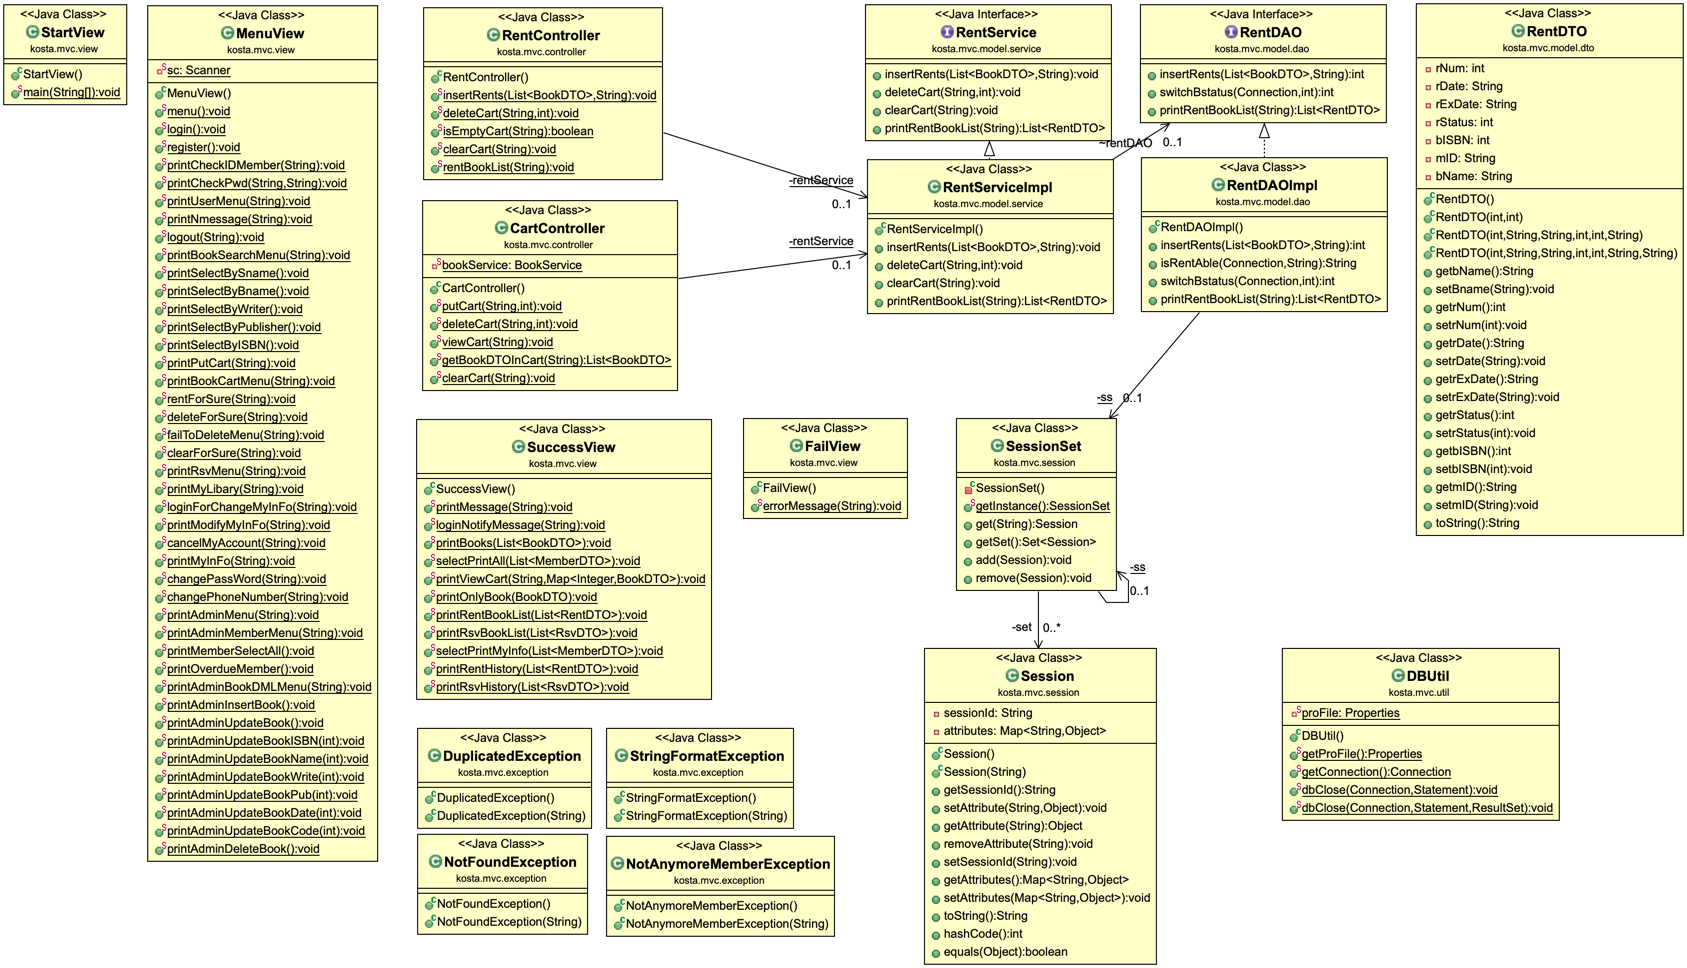 <<Java Class>>
StartView
kosta.mvc.view
StartView()
main(String[]):void
<<Java Class>>
MenuView
kosta.mvc.view
sc: Scanner
MenuView()
menu():void
login():void
register():void
printCheckIDMember(String):void
printCheckPwd(String,String):void
printUserMenu(String):void
printNmessage(String):void
logout(String):void
printBookSearchMenu(String):void
printSelectBySname():void
printSelectByBname():void
printSelectByWriter():void
printSelectByPublisher():void
printSelectByISBN():void
printPutCart(String):void
printBookCartMenu(String):void
rentForSure(String):void
deleteForSure(String):void
failToDeleteMenu(String):void
clearForSure(String):void
printRsvMenu(String):void
printMyLibary(String):void
loginForChangeMyInFo(String):void
printModifyMyInFo(String):void
cancelMyAccount(String):void
printMyInFo(String):void
changePassWord(String):void
changePhoneNumber(String):void
printAdminMenu(String):void
printAdminMemberMenu(String):void
printMemberSelectAll():void
printOverdueMember():void
printAdminBookDMLMenu(String):void
printAdminInsertBook():void
printAdminUpdateBook():void
printAdminUpdateBookISBN(int):void
printAdminUpdateBookName(int):void
printAdminUpdateBookWrite(int):void
printAdminUpdateBookPub(int):void
printAdminUpdateBookDate(int):void
printAdminUpdateBookCode(int):void
printAdminDeleteBook():void
<<Java Class>>
RentController
kosta.mvc.controller
RentController()
insertRents(List<BookDTO>,String):void
deleteCart(String,int):void
isEmptyCart(String):boolean
clearCart(String):void
rentBookList(String):void
<<Java Class>>
CartController
kosta.mvc.controller
bookService: BookService
CartController()
putCart(String,int):void
deleteCart(String,int):void
viewCart(String):void
getBookDTOInCart(String):List<BookDTO>
clearCart(String):void
-rentService
0..1
-rentService
0..1
<<Java Interface>>
RentService
kosta.mvc.model.service
insertRents(List<BookDTO>,String):void
deleteCart(String,int):void
clearCart(String):void
printRentBookList(String):List<RentDTO>
<<Java Class>>
RentServiceImpl
kosta.mvc.model.service
RentServiceImpl()
insertRents(List<BookDTO>,String):void
deleteCart(String,int):void
clearCart(String):void
printRentBookList(String):List<RentDTO>
~rentDAO
0..1
<<Java Interface>>
RentDAO
kosta.mvc.model.dao
insertRents(List<BookDTO>,String):int
switchBstatus(Connection,int):int
printRentBookList(String):List<RentDTO>
<<Java Class>>
RentDAOImpl
kosta.mvc.model.dao
RentDAOImpl()
insertRents(List<BookDTO>,String):int
isRentAble(Connection,String):String
switchBstatus(Connection,int):int
printRentBookList(String):List<RentDTO>
-ss
0..1
<<Java Class>>
RentDTO
kosta.mvc.model.dto
rNum: int
rDate: String
rExDate: String
rStatus: int
bISBN: int
mID: String
bName: String
RentDTO()
RentDTO(int,int)
RentDTO(int,String,String,int,int,String)
RentDTO(int,String,String,int,int,String,String)
getbName():String
setBname(String):void
getrNum():int
setrNum(int):void
getrDate():String
setrDate(String):void
getrExDate():String
setrExDate(String):void
getrStatus():int
setrStatus(int):void
getbISBN():int
setbISBN(int):void
getmID():String
setmID(String):void
toString():String
<<Java Class>>
SuccessView
kosta.mvc.view
SuccessView()
printMessage(String):void
loginNotifyMessage(String):void
printBooks(List<BookDTO>):void
selectPrintAll(List<MemberDTO>):void
printViewCart(String,Map<Integer,BookDTO>):void
printOnlyBook(BookDTO):void
printRentBookList(List<RentDTO>):void
printRsvBookList(List<RsvDTO>):void
selectPrintMyInfo(List<MemberDTO>):void
printRentHistory(List<RentDTO>):void
printRsvHistory(List<RsvDTO>):void
<<Java Class>>
FailView
kosta.mvc.view
FailView()
errorMessage(String):void
<<Java Class>>
SessionSet
kosta.mvc.session
SessionSet()
getInstance():SessionSet
get(String):Session
getSet():Set<Session>
add(Session):void
remove(Session):void
-ss
0..1
-set
0..*
<<Java Class>>
Session
kosta.mvc.session
sessionId: String
attributes: Map<String,Object>
Session()
Session(String)
getSessionId():String
setAttribute(String,Object):void
getAttribute(String):Object
removeAttribute(String):void
setSessionId(String):void
getAttributes():Map<String,Object>
setAttributes(Map<String,Object>):void
toString():String
hashCode():int
equals(Object):boolean
<<Java Class>>
DBUtil
kosta.mvc.util
proFile: Properties
DBUtil()
getProFile():Properties
getConnection():Connection
dbClose(Connection,Statement):void
dbClose(Connection,Statement,ResultSet):void
<<Java Class>>
DuplicatedException
kosta.mvc.exception
DuplicatedException()
DuplicatedException(String)
<<Java Class>>
StringFormatException
kosta.mvc.exception
StringFormatException()
StringFormatException(String)
<<Java Class>>
NotFoundException
kosta.mvc.exception
NotFoundException()
NotFoundException(String)
<<Java Class>>
NotAnymoreMemberException
kosta.mvc.exception
NotAnymoreMemberException()
NotAnymoreMemberException(String)